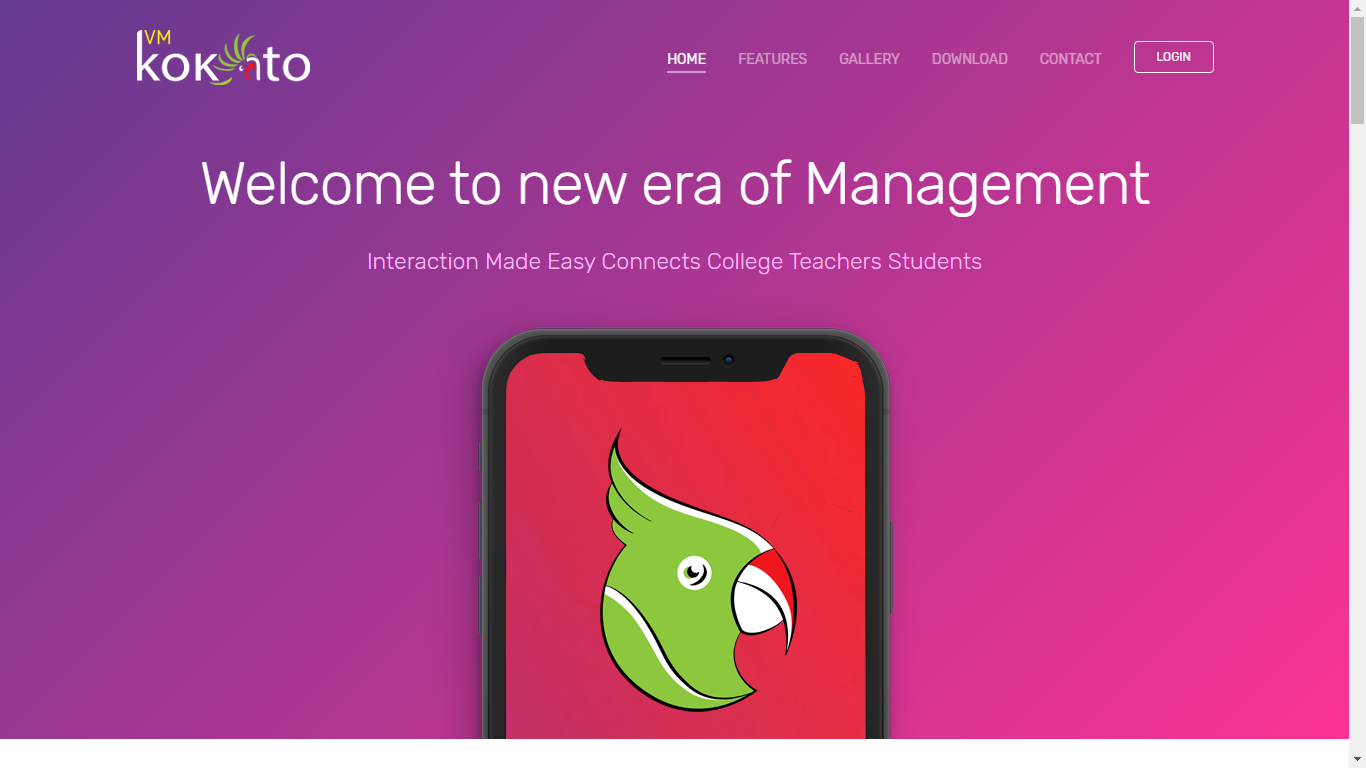 VM
kokato
HOME FEATURES GALLERY DOWNLOAD CONTACT LOGIN
Welcome to new era of Management
Interaction Made Easy Connects College Teachers Students